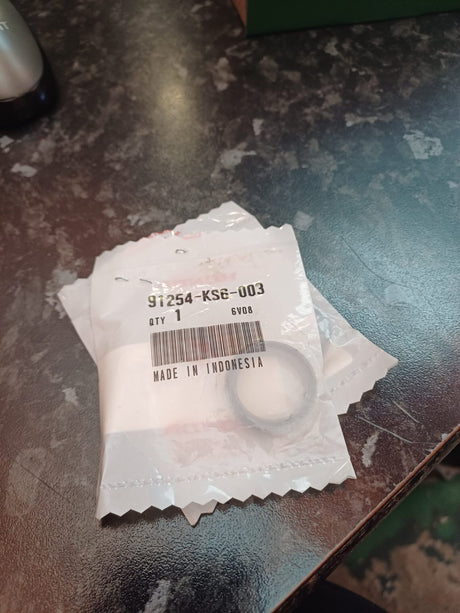 91254-KS6-003
QTY 1 6V08
MADE IN INDONESIA